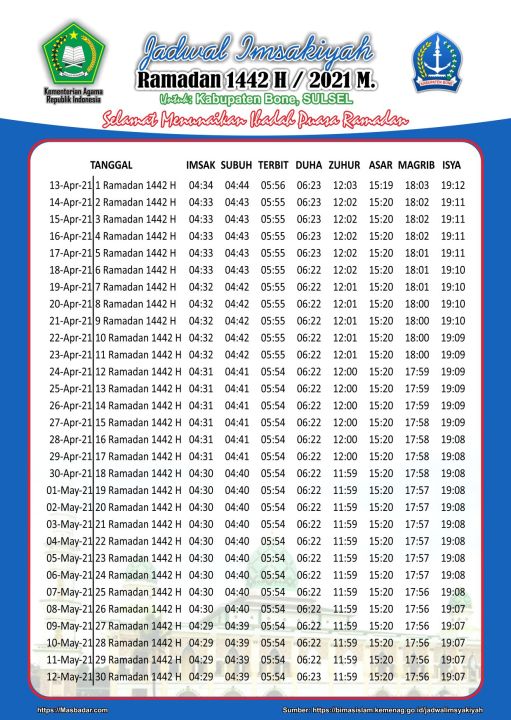 Jadwal Imsakiyah
Ramadan 1442 H / 2021 M.
Untuk: Kabupaten Bone, SULSEL
Selamat Menunaikan Ibadah Puasa Ramadan
Kementerian Agama
Republik Indonesia
KABUPATEN BONE
TANGGAL IMSAK SUBUH TERBIT DUHA ZUHUR ASAR MAGRIB ISYA
13-Apr-21 1 Ramadan 1442 H 04:34 04:44 05:56 06:23 12:03 15:19 18:03 19:12
14-Apr-21 2 Ramadan 1442 H 04:33 04:43 05:55 06:23 12:02 15:20 18:02 19:11
15-Apr-21 3 Ramadan 1442 H 04:33 04:43 05:55 06:23 12:02 15:20 18:02 19:11
16-Apr-21 4 Ramadan 1442 H 04:33 04:43 05:55 06:23 12:02 15:20 18:02 19:11
17-Apr-21 5 Ramadan 1442 H 04:33 04:43 05:55 06:23 12:02 15:20 18:01 19:11
18-Apr-21 6 Ramadan 1442 H 04:33 04:43 05:55 06:22 12:02 15:20 18:01 19:10
19-Apr-21 7 Ramadan 1442 H 04:32 04:42 05:55 06:22 12:01 15:20 18:01 19:10
20-Apr-21 8 Ramadan 1442 H 04:32 04:42 05:55 06:22 12:01 15:20 18:00 19:10
21-Apr-21 9 Ramadan 1442 H 04:32 04:42 05:55 06:22 12:01 15:20 18:00 19:10
22-Apr-21 10 Ramadan 1442 H 04:32 04:42 05:55 06:22 12:01 15:20 18:00 19:09
23-Apr-21 11 Ramadan 1442 H 04:32 04:42 05:55 06:22 12:01 15:20 18:00 19:09
24-Apr-21 12 Ramadan 1442 H 04:31 04:41 05:54 06:22 12:00 15:20 17:59 19:09
25-Apr-21 13 Ramadan 1442 H 04:31 04:41 05:54 06:22 12:00 15:20 17:59 19:09
26-Apr-21 14 Ramadan 1442 H 04:31 04:41 05:54 06:22 12:00 15:20 17:59 19:09
27-Apr-21 15 Ramadan 1442 H 04:31 04:41 05:54 06:22 12:00 15:20 17:58 19:09
28-Apr-21 16 Ramadan 1442 H 04:31 04:41 05:54 06:22 12:00 15:20 17:58 19:08
29-Apr-21 17 Ramadan 1442 H 04:31 04:41 05:54 06:22 12:00 15:20 17:58 19:08
30-Apr-21 18 Ramadan 1442 H 04:30 04:40 05:54 06:22 11:59 15:20 17:58 19:08
01-May-21 19 Ramadan 1442 H 04:30 04:40 05:54 06:22 11:59 15:20 17:57 19:08
02-May-21 20 Ramadan 1442 H 04:30 04:40 05:54 06:22 11:59 15:20 17:57 19:08
03-May-21 21 Ramadan 1442 H 04:30 04:40 05:54 06:22 11:59 15:20 17:57 19:08
04-May-21 22 Ramadan 1442 H 04:30 04:40 05:54 06:22 11:59 15:20 17:57 19:08
05-May-21 23 Ramadan 1442 H 04:30 04:40 05:54 06:22 11:59 15:20 17:57 19:08
06-May-21 24 Ramadan 1442 H 04:30 04:40 05:54 06:22 11:59 15:20 17:57 19:08
07-May-21 25 Ramadan 1442 H 04:30 04:40 05:54 06:22 11:59 15:20 17:56 19:08
08-May-21 26 Ramadan 1442 H 04:30 04:40 05:54 06:22 11:59 15:20 17:56 19:07
09-May-21 27 Ramadan 1442 H 04:29 04:39 05:54 06:22 11:59 15:20 17:56 19:07
10-May-21 28 Ramadan 1442 H 04:29 04:39 05:54 06:22 11:59 15:20 17:56 19:07
11-May-21 29 Ramadan 1442 H 04:29 04:39 05:54 06:22 11:59 15:20 17:56 19:07
12-May-21 30 Ramadan 1442 H 04:29 04:39 05:54 06:23 11:59 15:20 17:56 19:07
https://Masbadar.com
Sumber: https://bimasislam.kemenag.go.id/jadwalimsyakiyah